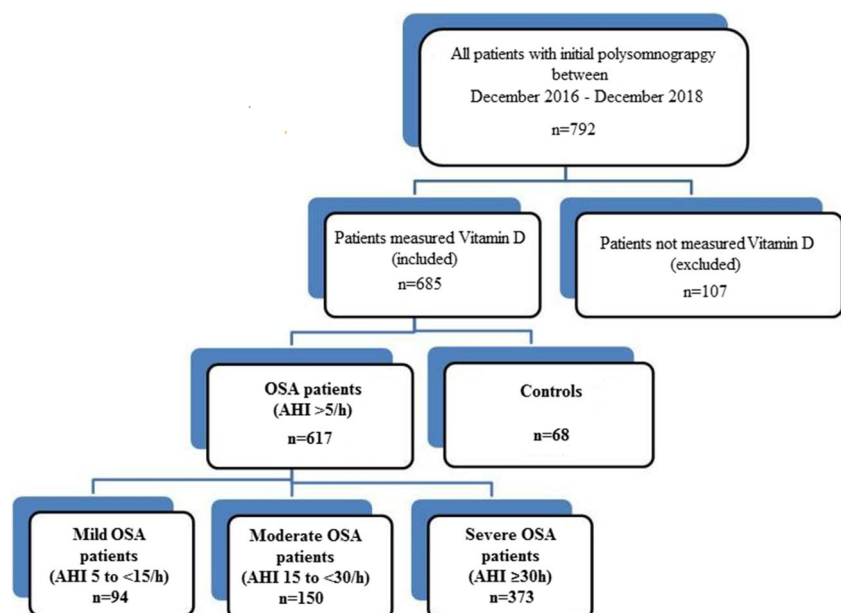 All patients with initial polysomnograpgy
between
December 2016 - December 2018
n=792
Patients measured Vitamin D
(included)
n=685
Patients not measured Vitamin D
(excluded)
n=107
OSA patients
(AHI >5/h)
n=617
Controls
n=68
Mild OSA
patients
(AHI 5 to <15/h)
n=94
Moderate OSA
patients
(AHI 15 to <30/h)
n=150
Severe OSA
patients
(AHI ≥30h)
n=373